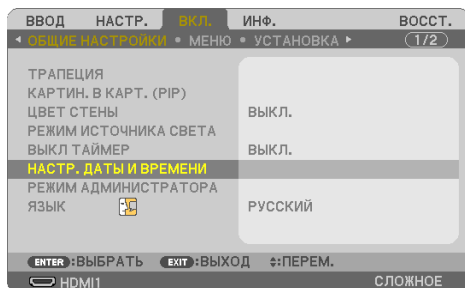 ВВОД НАСТР. ВКЛ. ИНФ. ВОССТ.
ОБЩИЕ НАСТРОЙКИ • МЕНЮ • УСТАНОВКА 1/2
ТРАПЕЦИЯ
КАРТИН. В КАРТ. (PIP)
ЦВЕТ СТЕНЫ ВЫКЛ.
РЕЖИМ ИСТОЧНИКА СВЕТА
ВЫКЛ ТАЙМЕР ВЫКЛ.
НАСТР. ДАТЫ И ВРЕМЕНИ
РЕЖИМ АДМИНИСТРАТОРА
ЯЗЫК РУССКИЙ
ENTER :ВЫБРАТЬ EXIT :ВЫХОД :ПЕРЕМ.
HDMI1 СЛОЖНОЕ